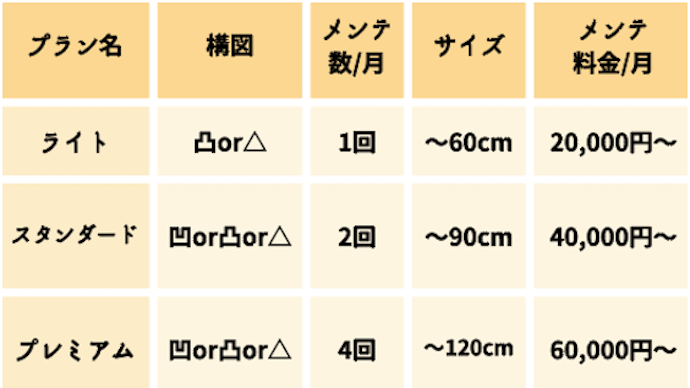 プラン名 構図 メンテ数/月 サイズ メンテ料金/月
ライト 凸or△ 1回 〜60cm 20,000円〜
スタンダード 凹or凸or△ 2回 〜90cm 40,000円〜
プレミアム 凹or凸or△ 4回 〜120cm 60,000円〜